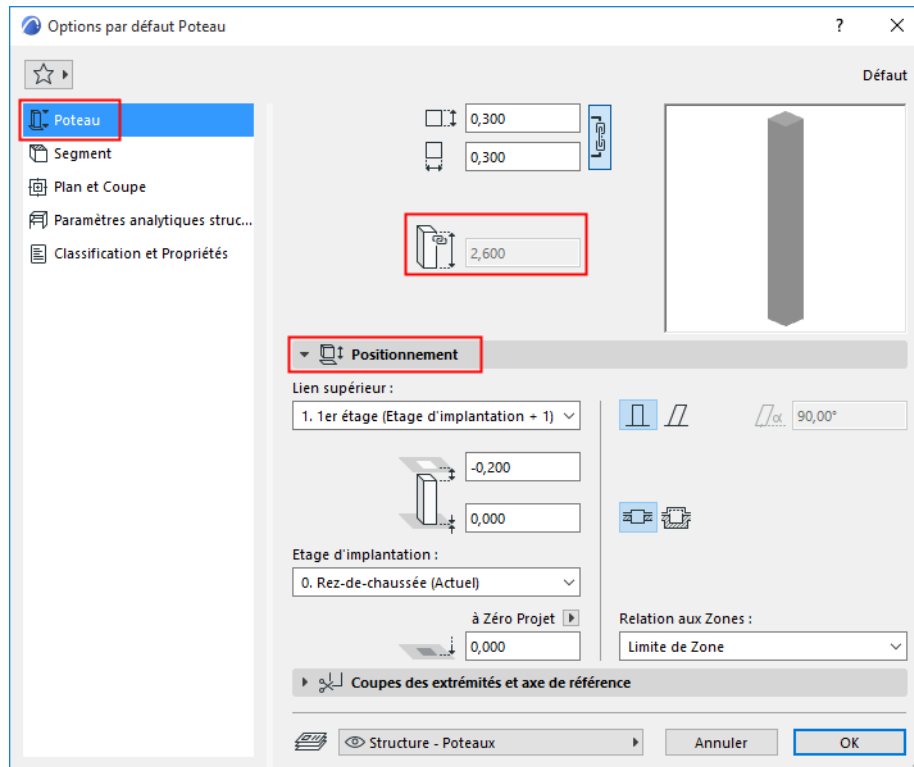 Options par défaut Poteau
?
Défaut
Poteau
Segment
Plan et Coupe
Paramètres analytiques struc...
Classification et Propriétés
0,300
0,300
2,600
Positionnement
Lien supérieur :
1. 1er étage (Etage d'implantation + 1)
α 90,00°
-0,200
0,000
Etage d'implantation :
0. Rez-de-chaussée (Actuel)
à Zéro Projet
0,000
Relation aux Zones :
Limite de Zone
Coupes des extrémités et axe de référence
Structure - Poteaux
Annuler
OK